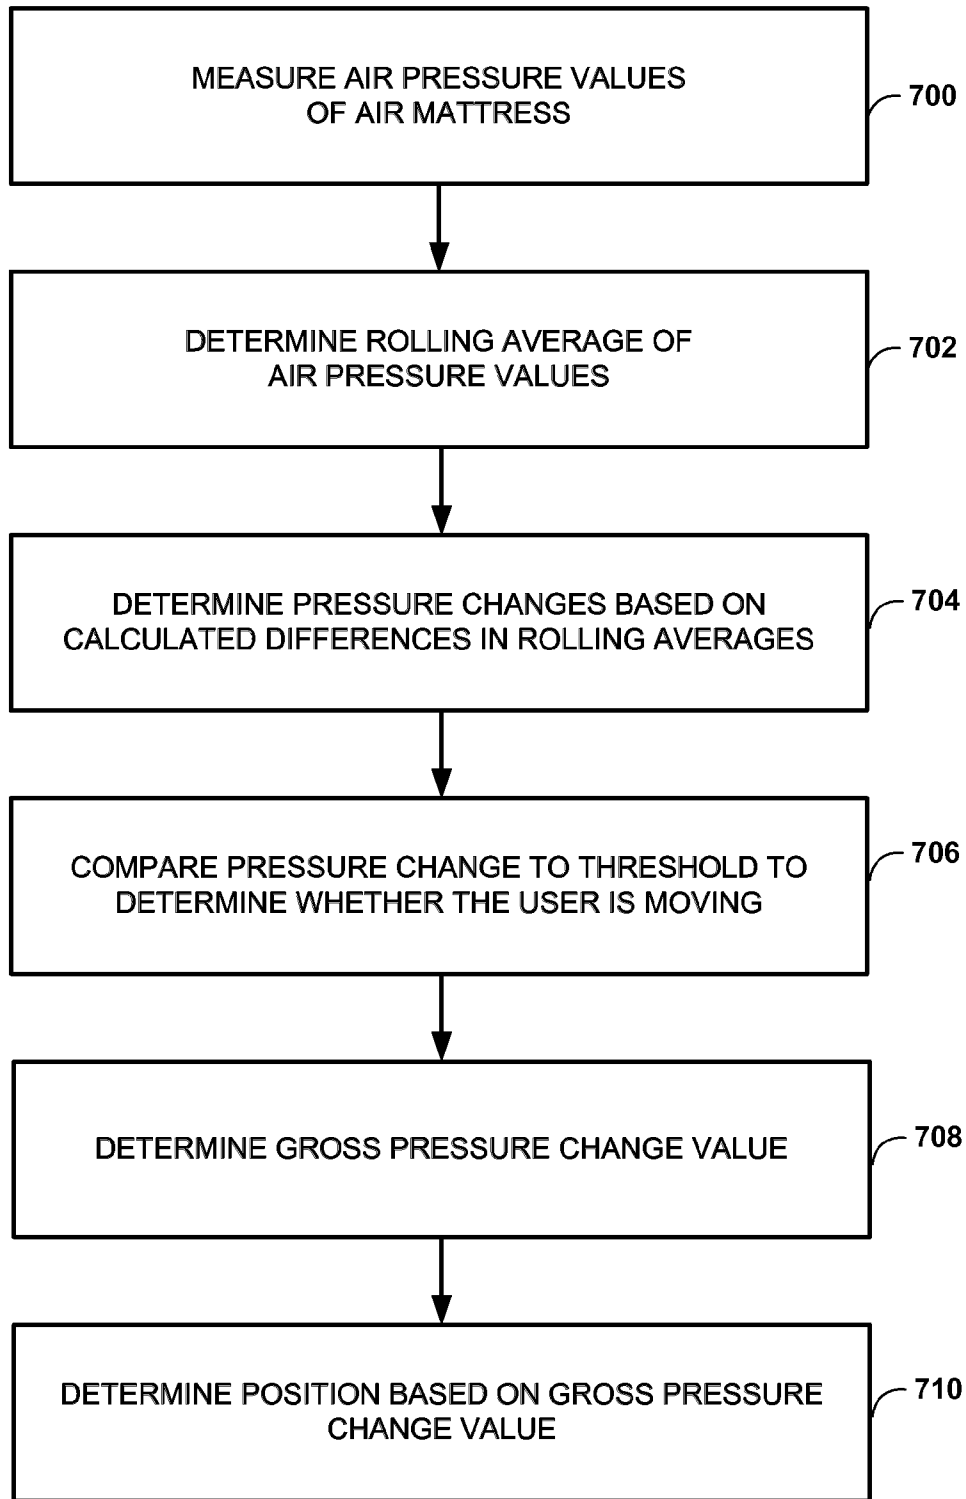 MEASURE AIR PRESSURE VALUES
OF AIR MATTRESS
700
DETERMINE ROLLING AVERAGE OF
AIR PRESSURE VALUES
702
DETERMINE PRESSURE CHANGES BASED ON
CALCULATED DIFFERENCES IN ROLLING AVERAGES
704
COMPARE PRESSURE CHANGE TO THRESHOLD TO
DETERMINE WHETHER THE USER IS MOVING
706
DETERMINE GROSS PRESSURE CHANGE VALUE
708
DETERMINE POSITION BASED ON GROSS PRESSURE
CHANGE VALUE
710